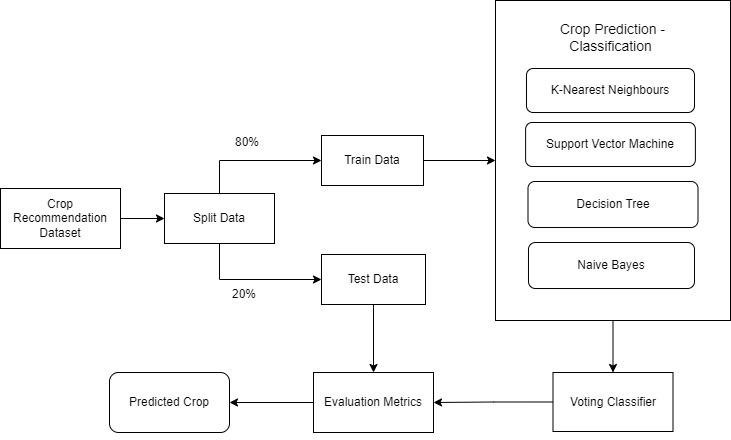 Crop Prediction -
Classification
K-Nearest Neighbours
Support Vector Machine
Decision Tree
Naive Bayes
80%
Train Data
Crop
Recommendation
Dataset
Split Data
20%
Test Data
Predicted Crop
Evaluation Metrics
Voting Classifier